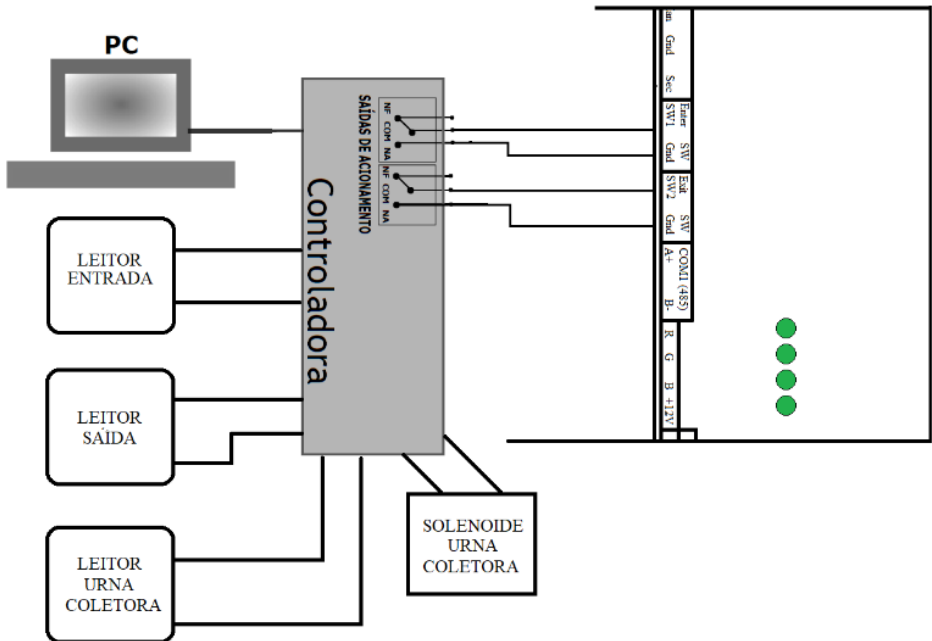 PC
SAÍDAS DE ACIONAMENTO
NF COM NA
NF COM NA
Controladora
LEITOR
ENTRADA
LEITOR
SAÍDA
LEITOR
URNA
COLETORA
SOLENOIDE
URNA
COLETORA
Gnd
Sec
Enter SW
SW1 Gnd
Exit SW
SW2 Gnd
COM1 (485)
A+ B-
R G B +12V